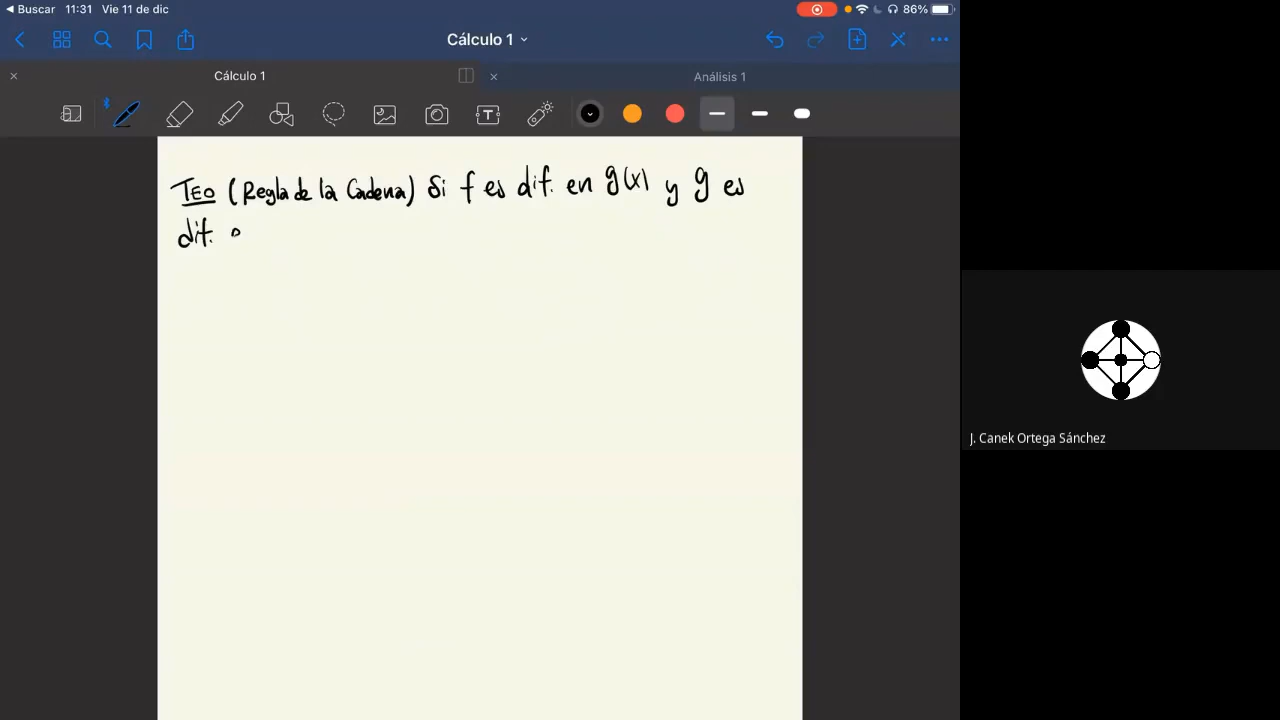 ◀ Buscar 11:31 Vie 11 de dic 86%
Cálculo 1
Cálculo 1 Análisis 1
T
TEO (Regla de la Cadena) Si f es dif. en g(x) y g es
dif.
J. Canek Ortega Sánchez